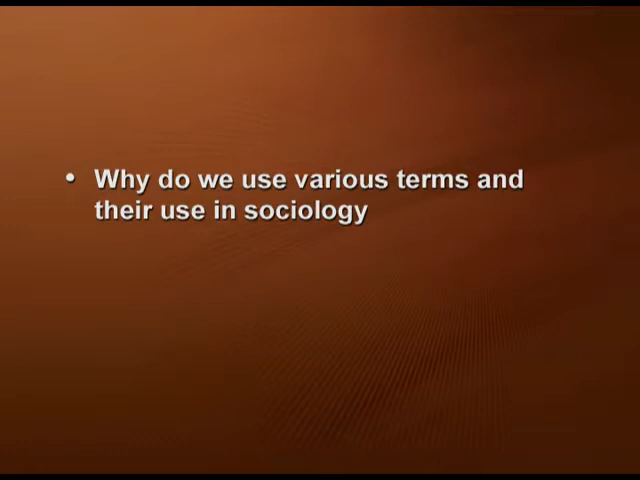 • Why do we use various terms and
their use in sociology